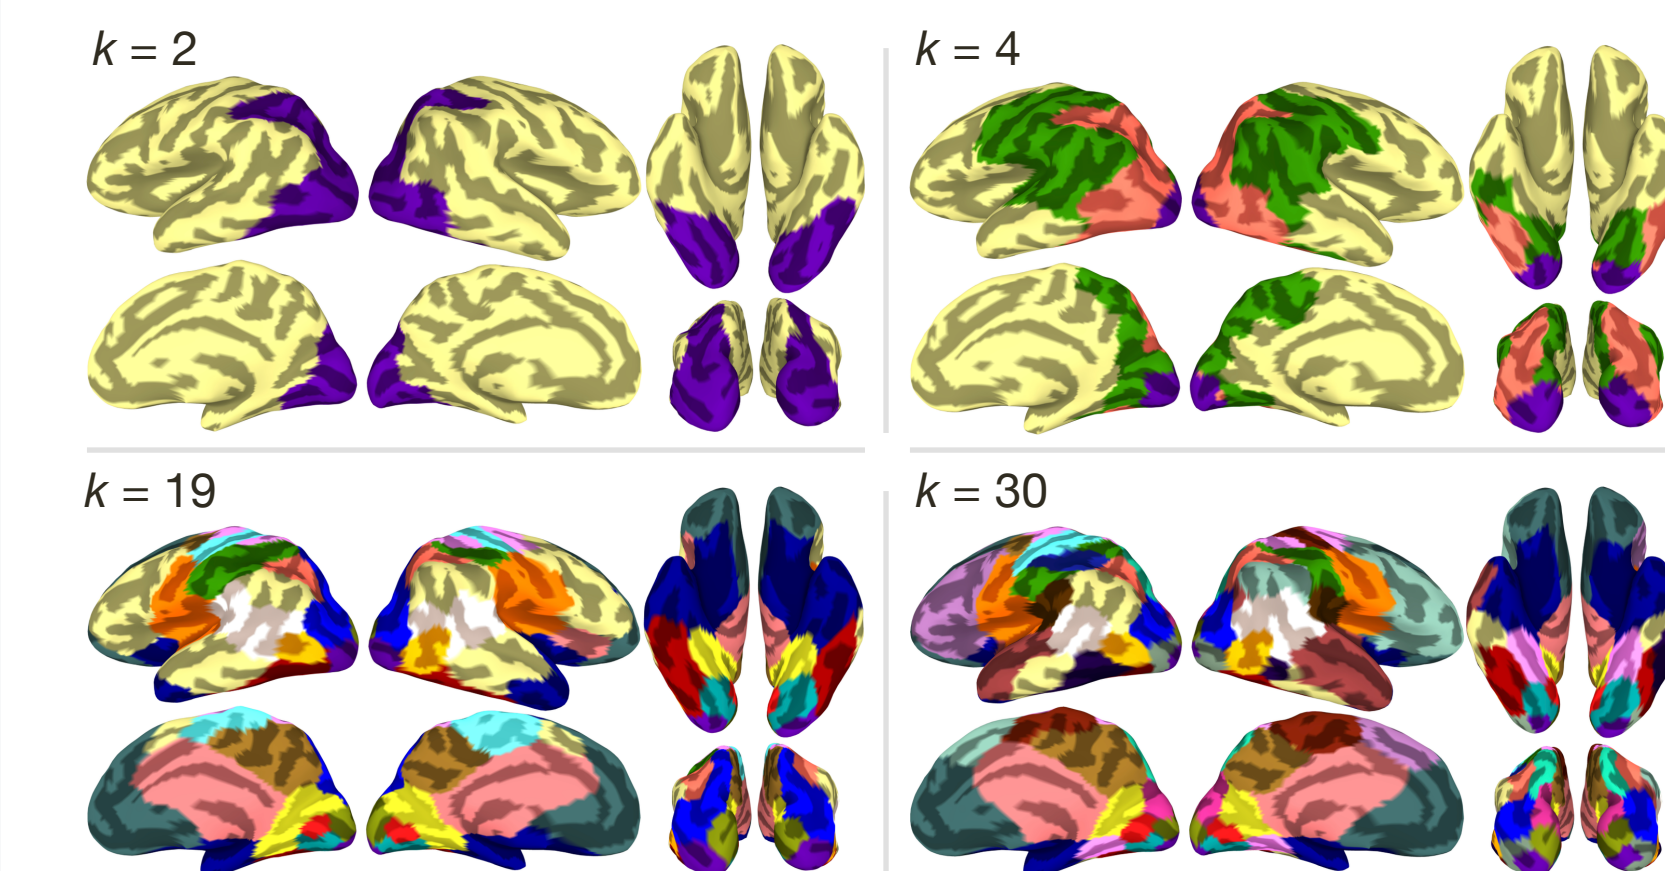 k = 2
k = 4
k = 19
k = 30